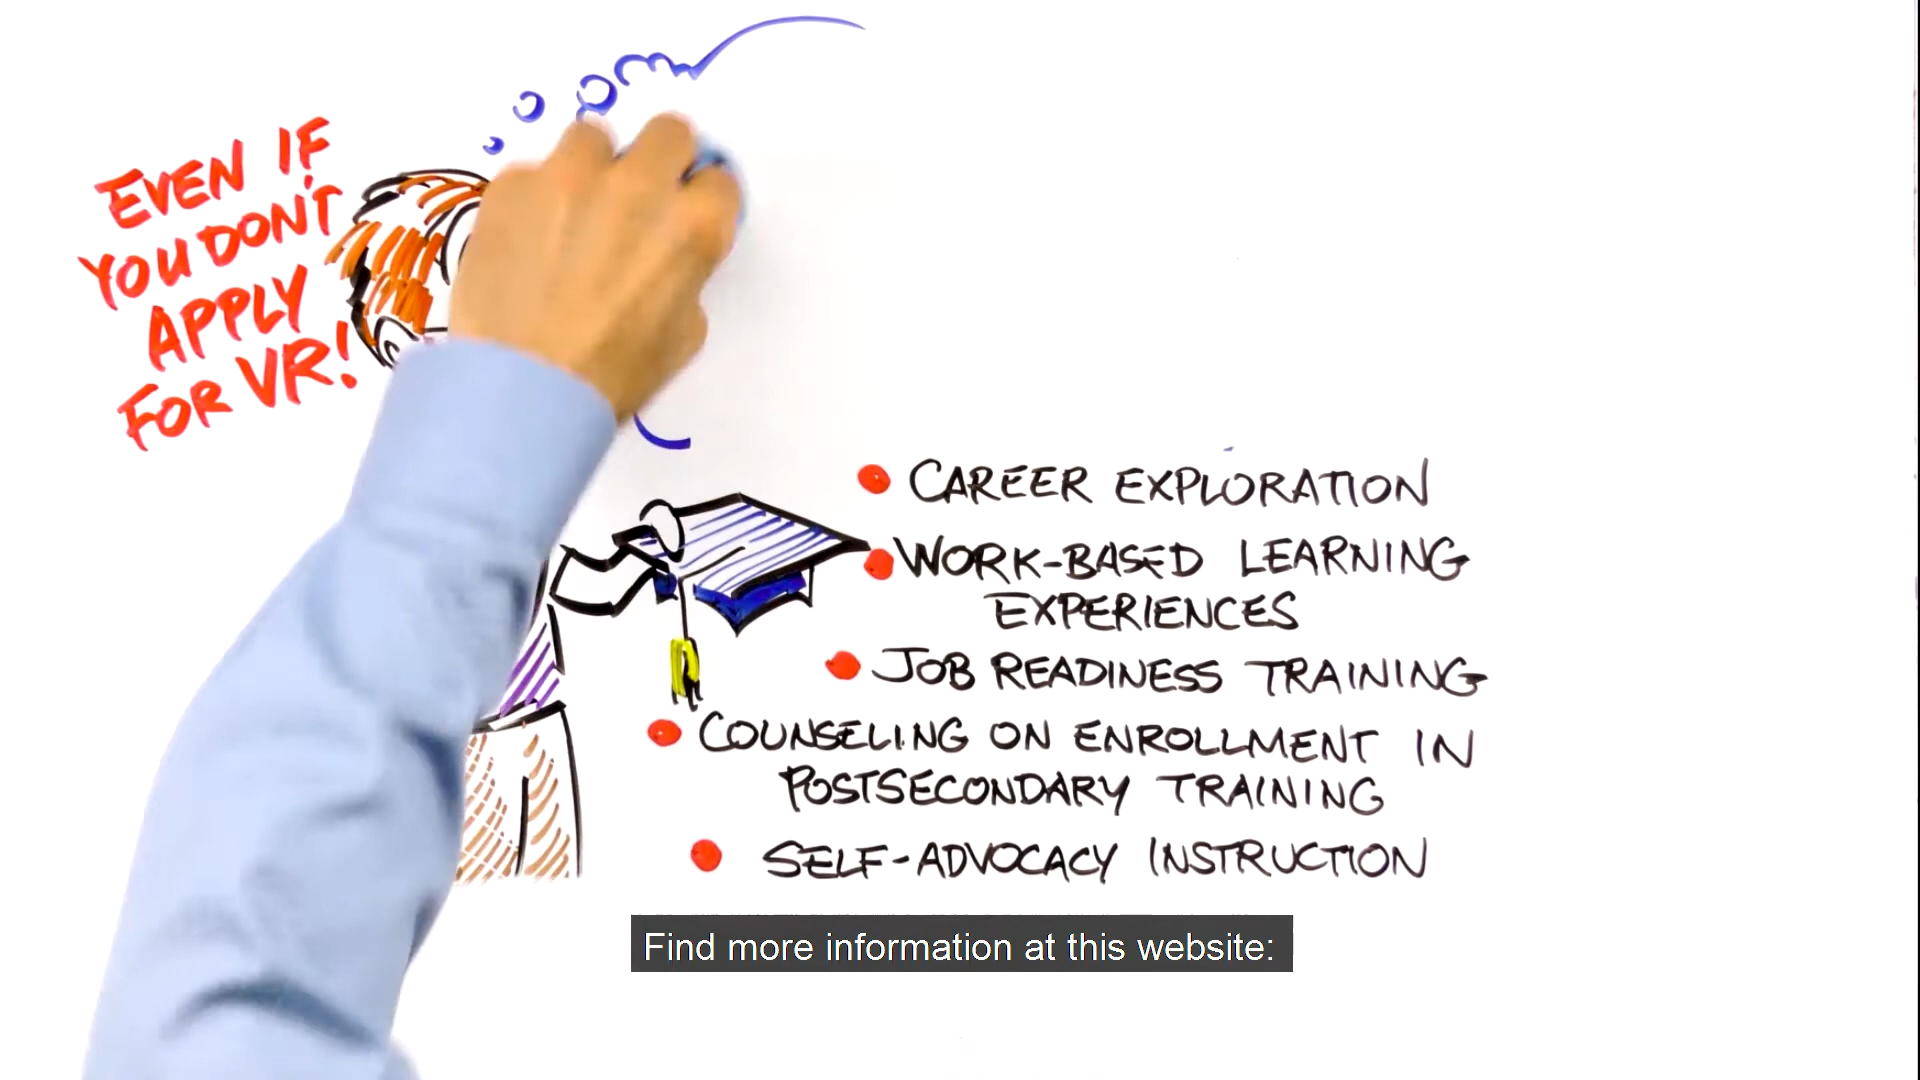 EVEN IF
YOU DON'T
APPLY
FOR VR!
CAREER EXPLORATION
WORK-BASED LEARNING
EXPERIENCES
JOB READINESS TRAINING
COUNSELING ON ENROLLMENT IN
POSTSECONDARY TRAINING
SELF-ADVOCACY INSTRUCTION
Find more information at this website: